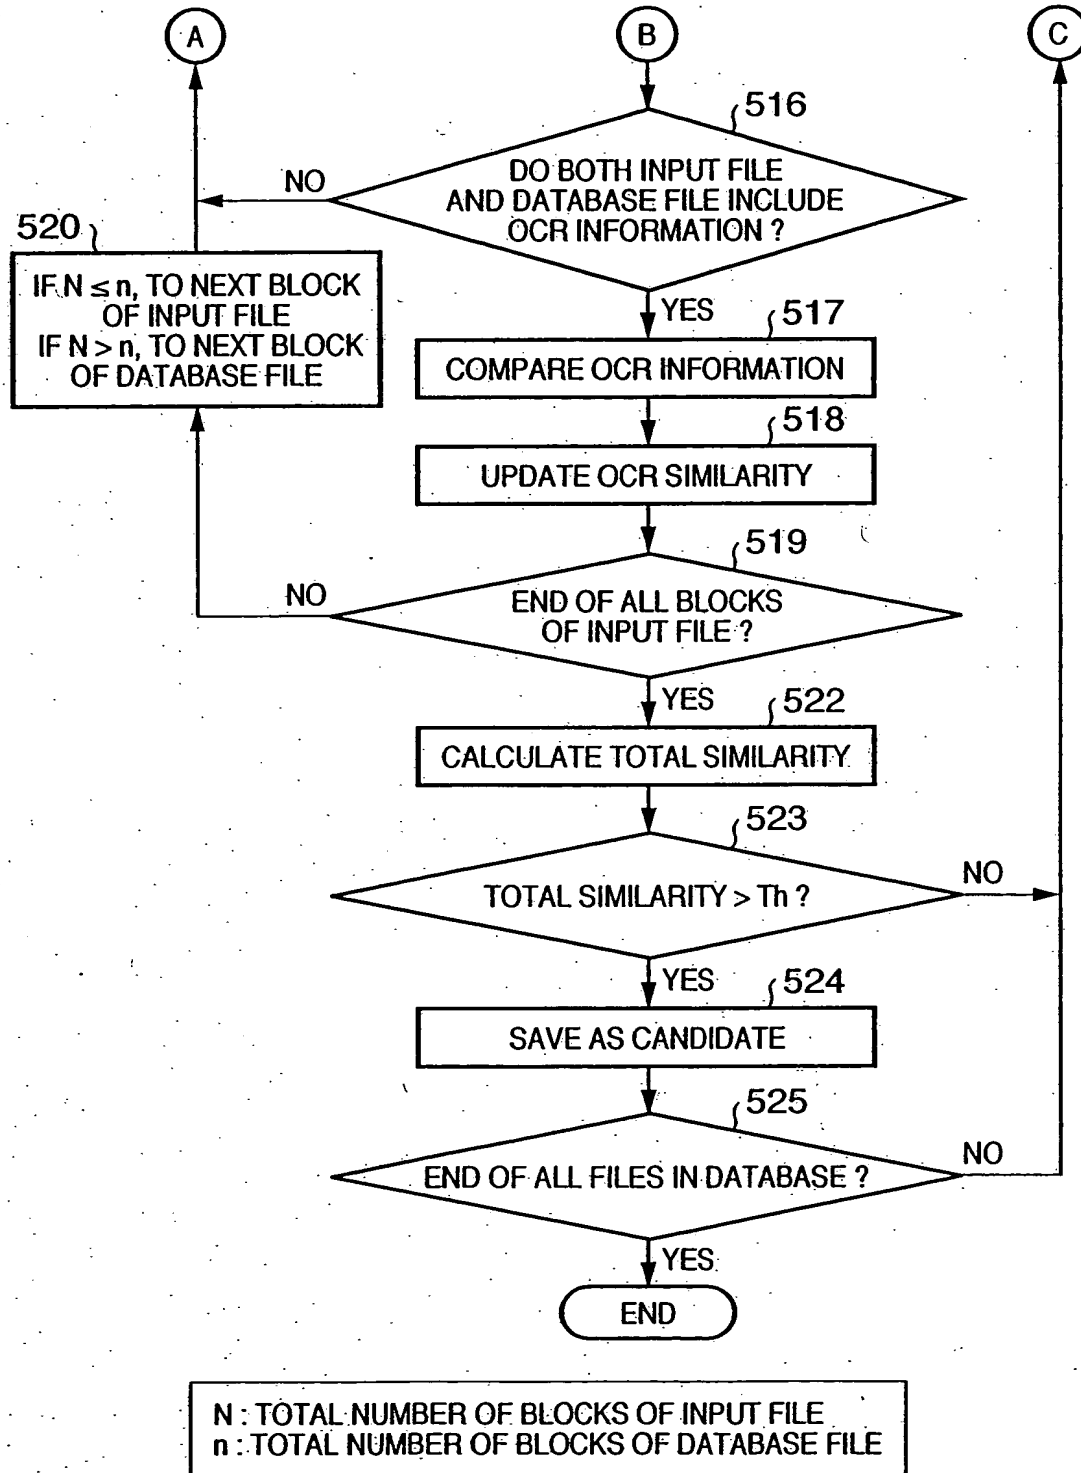 A
B
C
516
DO BOTH INPUT FILE
AND DATABASE FILE INCLUDE
OCR INFORMATION ?
NO
520
IF N ≤ n, TO NEXT BLOCK
OF INPUT FILE
IF N > n, TO NEXT BLOCK
OF DATABASE FILE
YES
517
COMPARE OCR INFORMATION
518
UPDATE OCR SIMILARITY
519
NO
END OF ALL BLOCKS
OF INPUT FILE ?
YES
522
CALCULATE TOTAL SIMILARITY
523
TOTAL SIMILARITY > Th ?
NO
YES
524
SAVE AS CANDIDATE
525
END OF ALL FILES IN DATABASE ?
NO
YES
END
N : TOTAL NUMBER OF BLOCKS OF INPUT FILE
n : TOTAL NUMBER OF BLOCKS OF DATABASE FILE